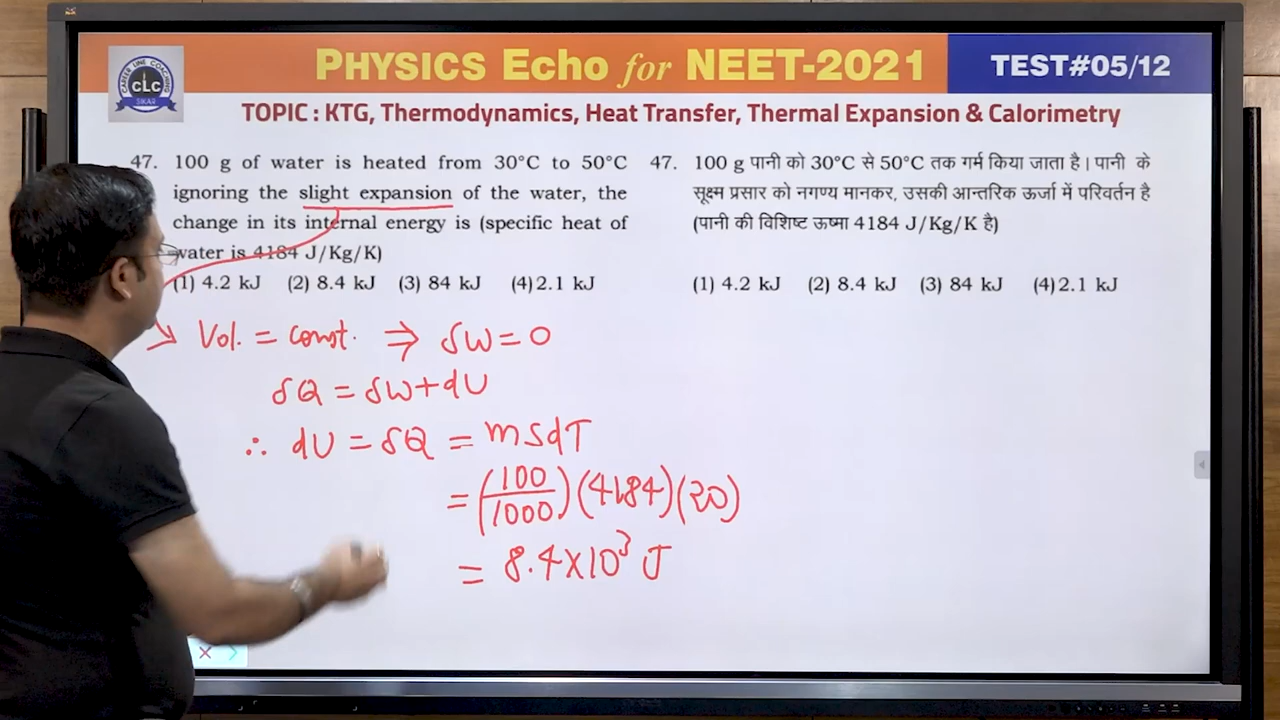 PHYSICS Echo for NEET-2021
TEST#05/12
CAREER LINE COACHING
CLC
SIKAR
TOPIC : KTG, Thermodynamics, Heat Transfer, Thermal Expansion & Calorimetry
47. 100 g of water is heated from 30°C to 50°C
ignoring the slight expansion of the water, the
change in its internal energy is (specific heat of
water is 4184 J/Kg/K)
(1) 4.2 kJ (2) 8.4 kJ (3) 84 kJ (4) 2.1 kJ
47. 100 g पानी को 30°C से 50°C तक गर्म किया जाता है। पानी के
सूक्ष्म प्रसार को नगण्य मानकर, उसकी आन्तरिक ऊर्जा में परिवर्तन है
(पानी की विशिष्ट ऊष्मा 4184 J/Kg/K है)
(1) 4.2 kJ (2) 8.4 kJ (3) 84 kJ (4) 2.1 kJ
Vol. = const. ⇒ δW = 0
δQ = δW + dU
∴ dU = δQ = msdT
= (100/1000) (4184) (20)
= 8.4×10³ J